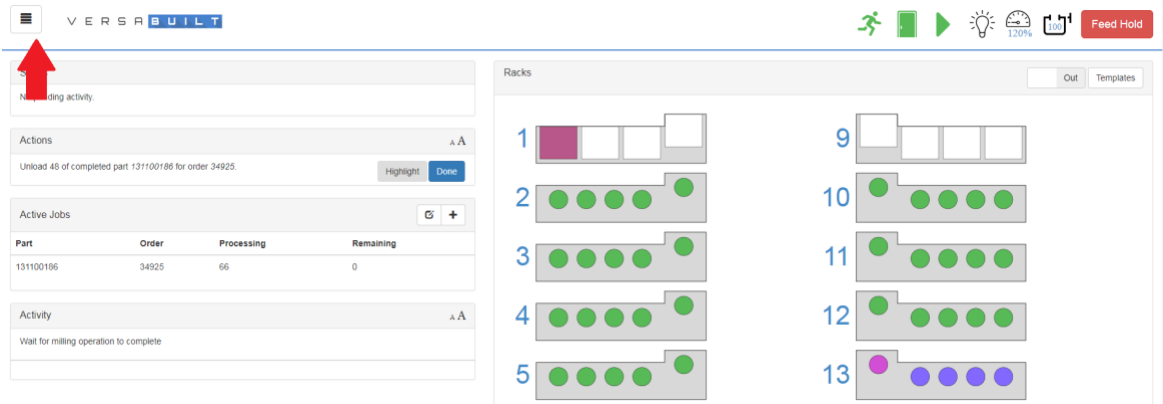 VERSABUILT
120%
100
Feed Hold
No pending activity.
Actions
A A
Unload 48 of completed part 131100186 for order 34925.
Highlight
Done
Active Jobs
Part Order Processing Remaining
131100186 34925 66 0
Activity
A A
Wait for milling operation to complete
Racks
Out
Templates
1 9
2 10
3 11
4 12
5 13